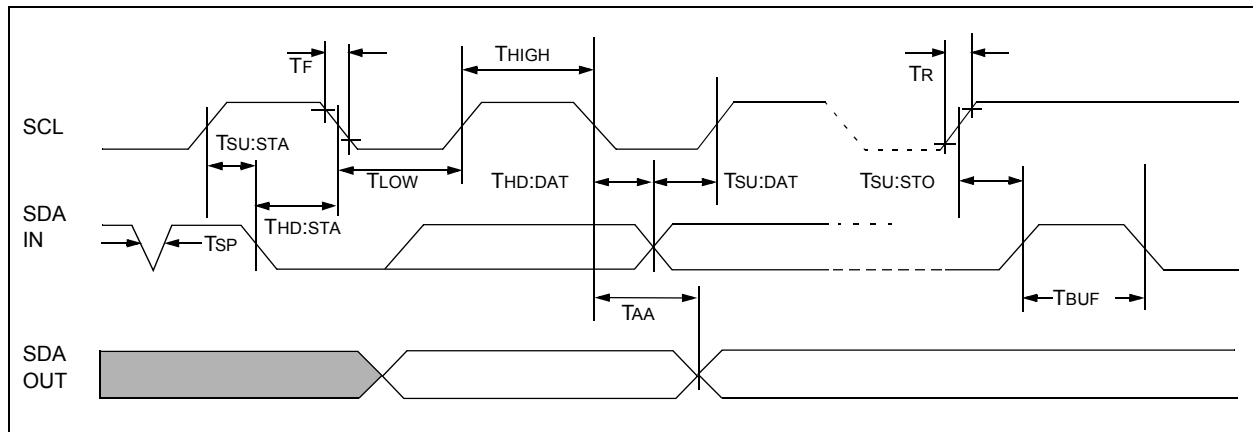 TF
THIGH
TR
SCL
TSU:STA
TLOW
THD:DAT
TSU:DAT
TSU:STO
SDA
IN
TSP
THD:STA
TAA
TBUF
SDA
OUT